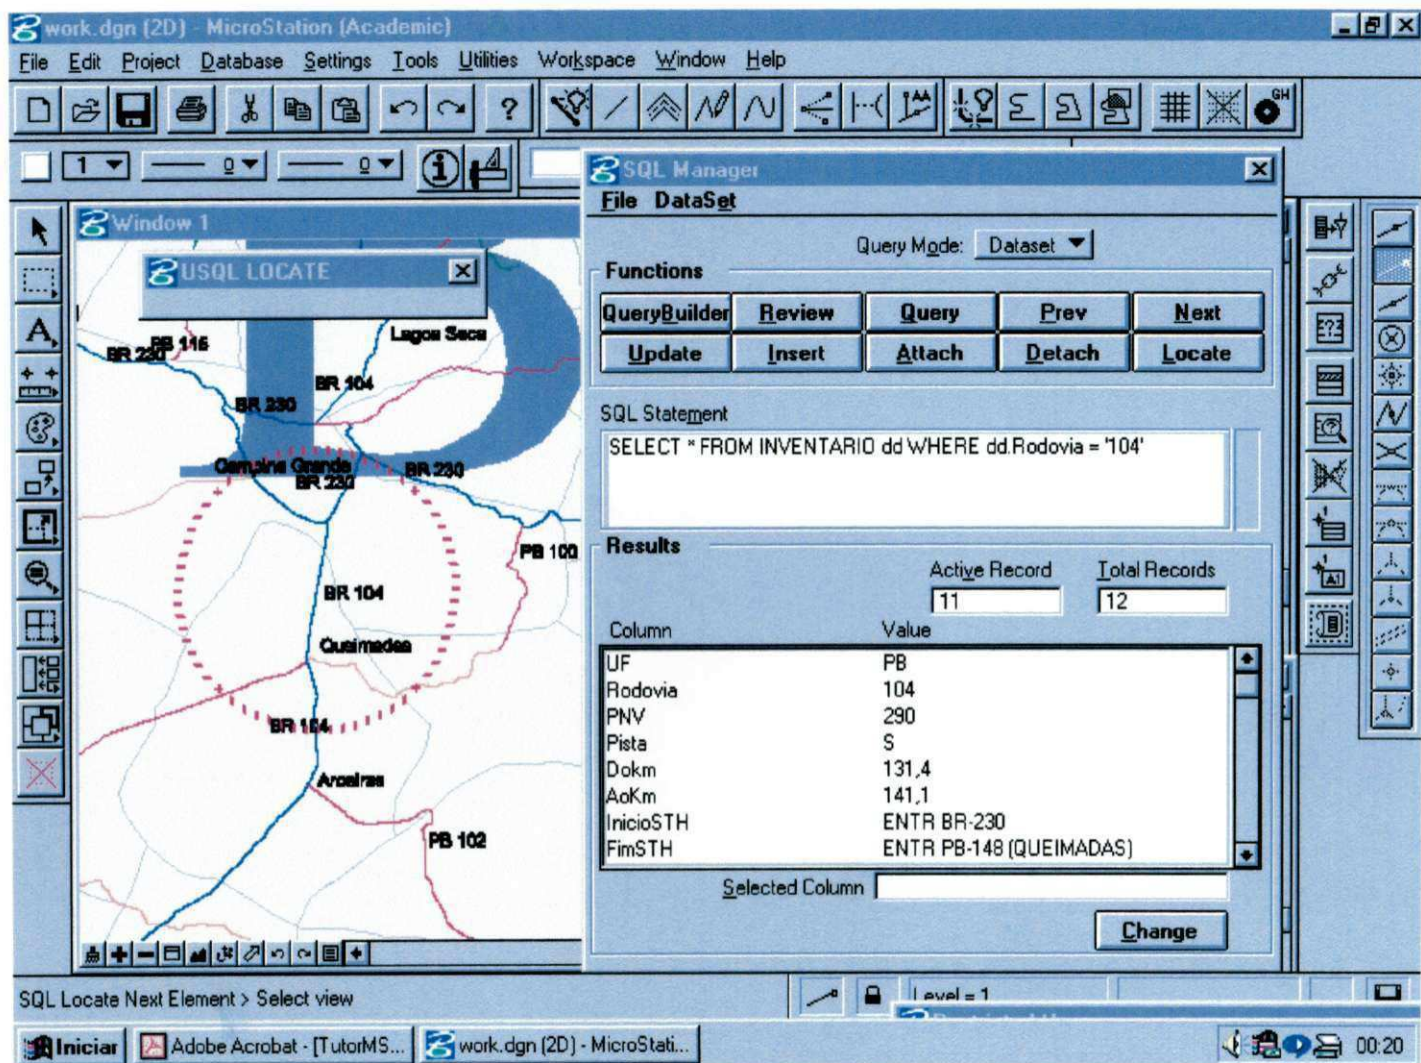 work.dgn (2D) - MicroStation (Academic)
File Edit Project Database Settings Tools Utilities Workspace Window Help
? AA GH
1 0 0
SQL Manager
File DataSet
Query Mode: Dataset
Functions
QueryBuilder Review Query Prev Next
Update Insert Attach Detach Locate
SQL Statement
SELECT * FROM INVENTARIO dd WHERE dd.Rodovia = '104'
Results
Active Record Total Records
11 12
Column Value
UF PB
Rodovia 104
PNV 290
Pista S
Dokm 131,4
AoKm 141,1
InicioSTH ENTR BR-230
FimSTH ENTR PB-148 (QUEIMADAS)
Selected Column
Change
Window 1
USQL LOCATE
Lagoa Seca
PB 115
BR 230
BR 104
BR 230
Campina Grande
BR 230
BR 230
PB 100
BR 104
Queimadas
BR 104
Aroeiras
PB 102
A
E??
A1
SQL Locate Next Element > Select view
Level = 1
Iniciar Adobe Acrobat - [TutorMS... work.dgn (2D) - MicroStati... 00:20